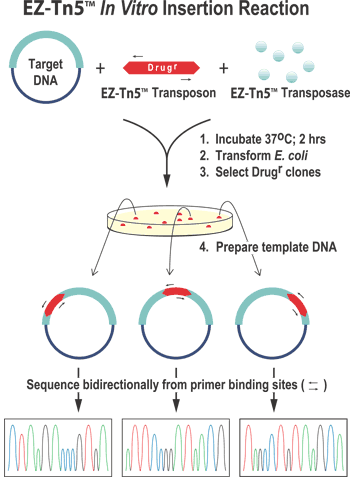 EZ-Tn5™ In Vitro Insertion Reaction
Target
DNA
+
Drugʳ
+
EZ-Tn5™ Transposon
EZ-Tn5™ Transposase
1. Incubate 37ºC; 2 hrs
2. Transform E. coli
3. Select Drugʳ clones
4. Prepare template DNA
Sequence bidirectionally from primer binding sites ( ⇆ )